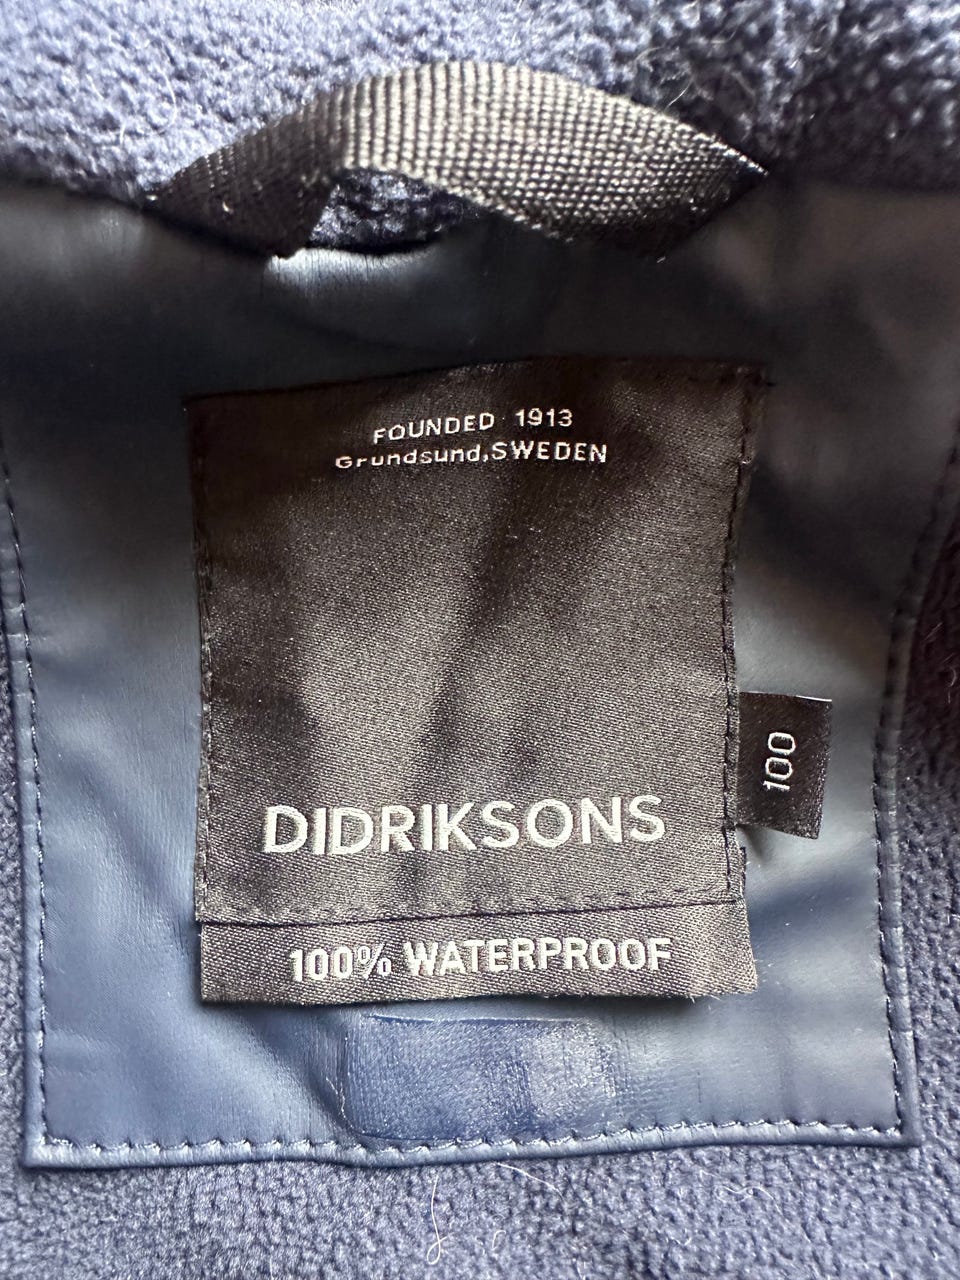 FOUNDED 1913
Grundsund,SWEDEN
100
DIDRIKSONS
100% WATERPROOF